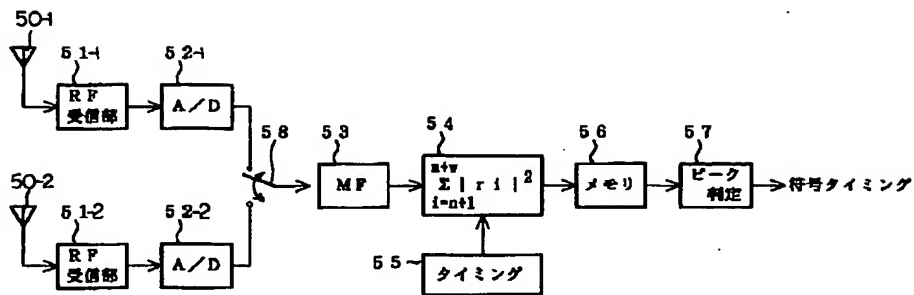 50-1
51-1
52-1
RF
受信部
A/D
58
53
54
56
57
MF
n+w
Σ|ri|²
i=n+1
メモリ
ピーク
判定
符号タイミング
50-2
51-2
52-2
RF
受信部
A/D
55
タイミング